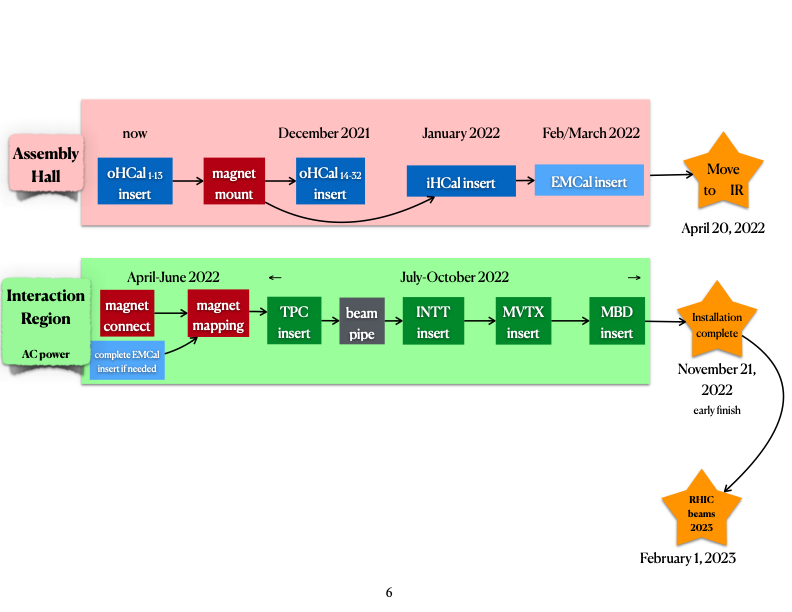 now
December 2021
January 2022
Feb/March 2022
Assembly
Hall
oHCal 1-13
insert
magnet
mount
oHCal 14-32
insert
iHCal insert
EMCal insert
Move
to IR
April 20, 2022
April-June 2022
←
July-October 2022
→
Interaction
Region
AC power
magnet
connect
magnet
mapping
complete EMCal
insert if needed
TPC
insert
beam
pipe
INTT
insert
MVTX
insert
MBD
insert
Installation
complete
November 21,
2022
early finish
RHIC
beams
2023
February 1, 2023
6